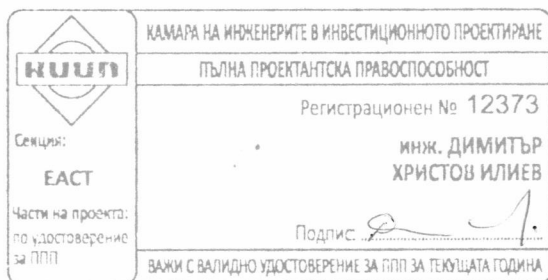 КАМАРА НА ИНЖЕНЕРИТЕ В ИНВЕСТИЦИОННОТО ПРОЕКТИРАНЕ
КИИП
ПЪЛНА ПРОЕКТАНТСКА ПРАВОСПОСОБНОСТ
Регистрационен № 12373
Секция:
ЕАСТ
инж. ДИМИТЪР
ХРИСТОВ ИЛИЕВ
Части на проекта:
по удостоверение
за ППП
Подпис:
ВАЖИ С ВАЛИДНО УДОСТОВЕРЕНИЕ ЗА ППП ЗА ТЕКУЩАТА ГОДИНА